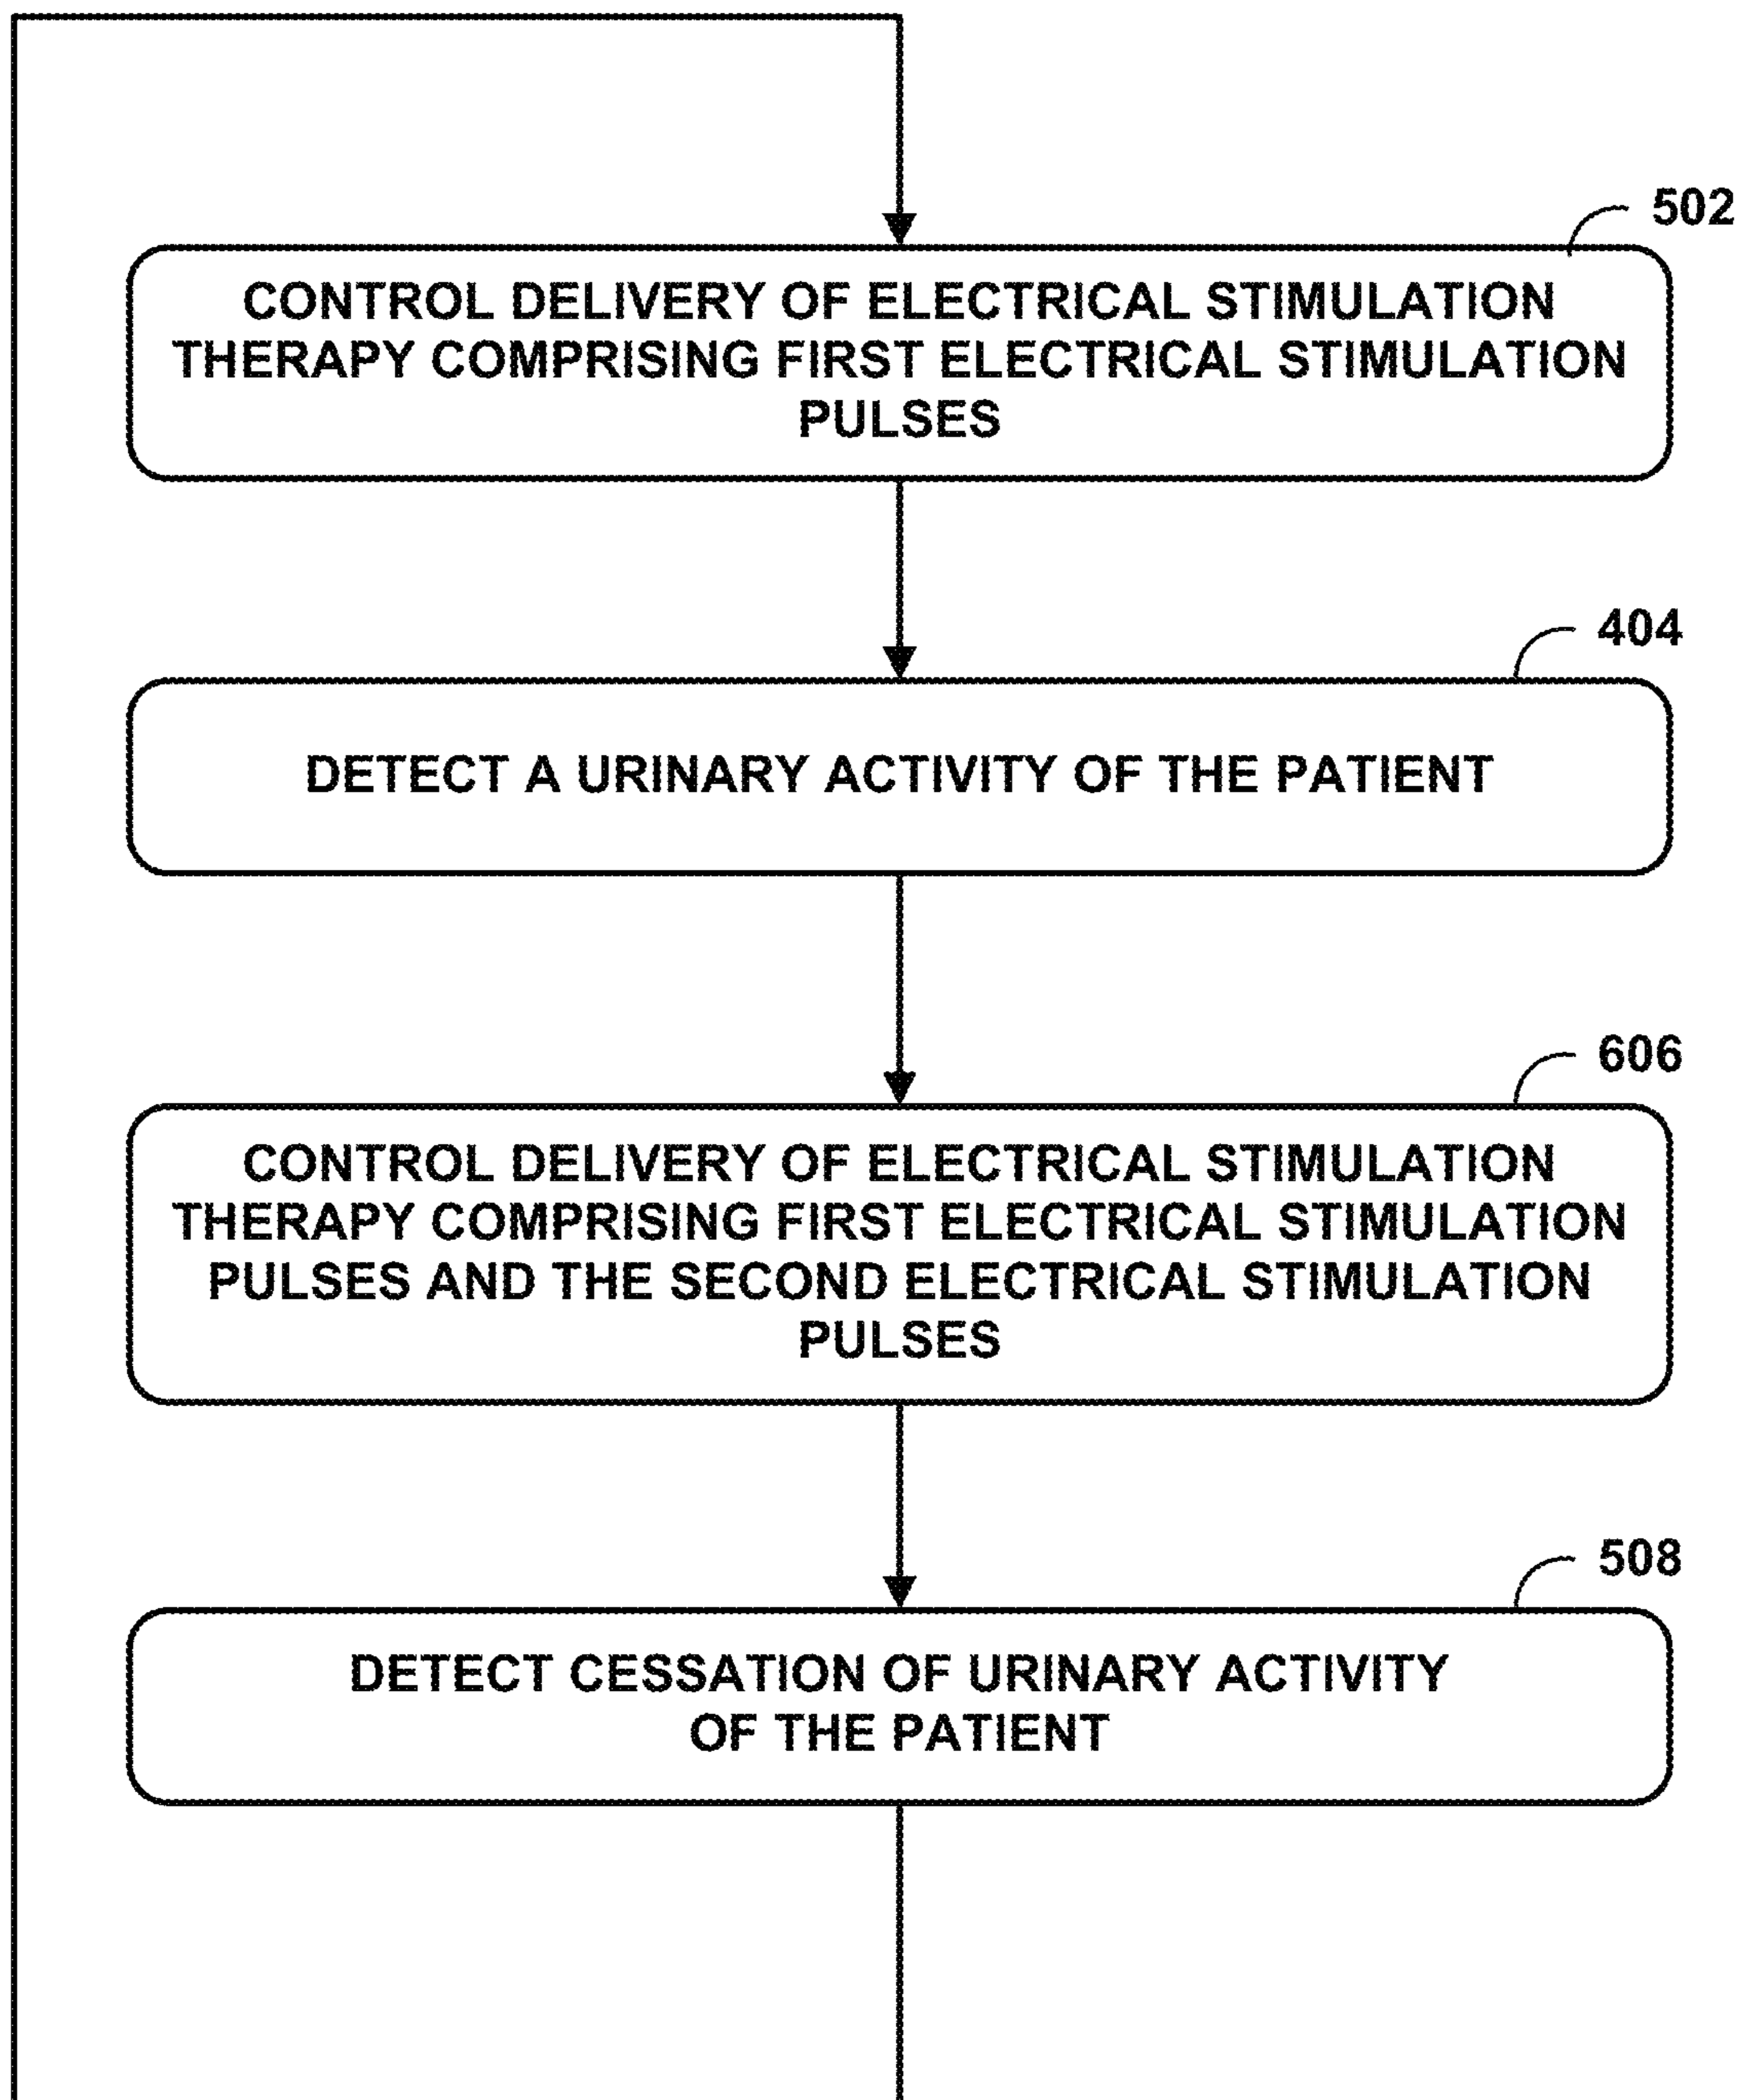 502
CONTROL DELIVERY OF ELECTRICAL STIMULATION
THERAPY COMPRISING FIRST ELECTRICAL STIMULATION
PULSES
404
DETECT A URINARY ACTIVITY OF THE PATIENT
606
CONTROL DELIVERY OF ELECTRICAL STIMULATION
THERAPY COMPRISING FIRST ELECTRICAL STIMULATION
PULSES AND THE SECOND ELECTRICAL STIMULATION
PULSES
508
DETECT CESSATION OF URINARY ACTIVITY
OF THE PATIENT